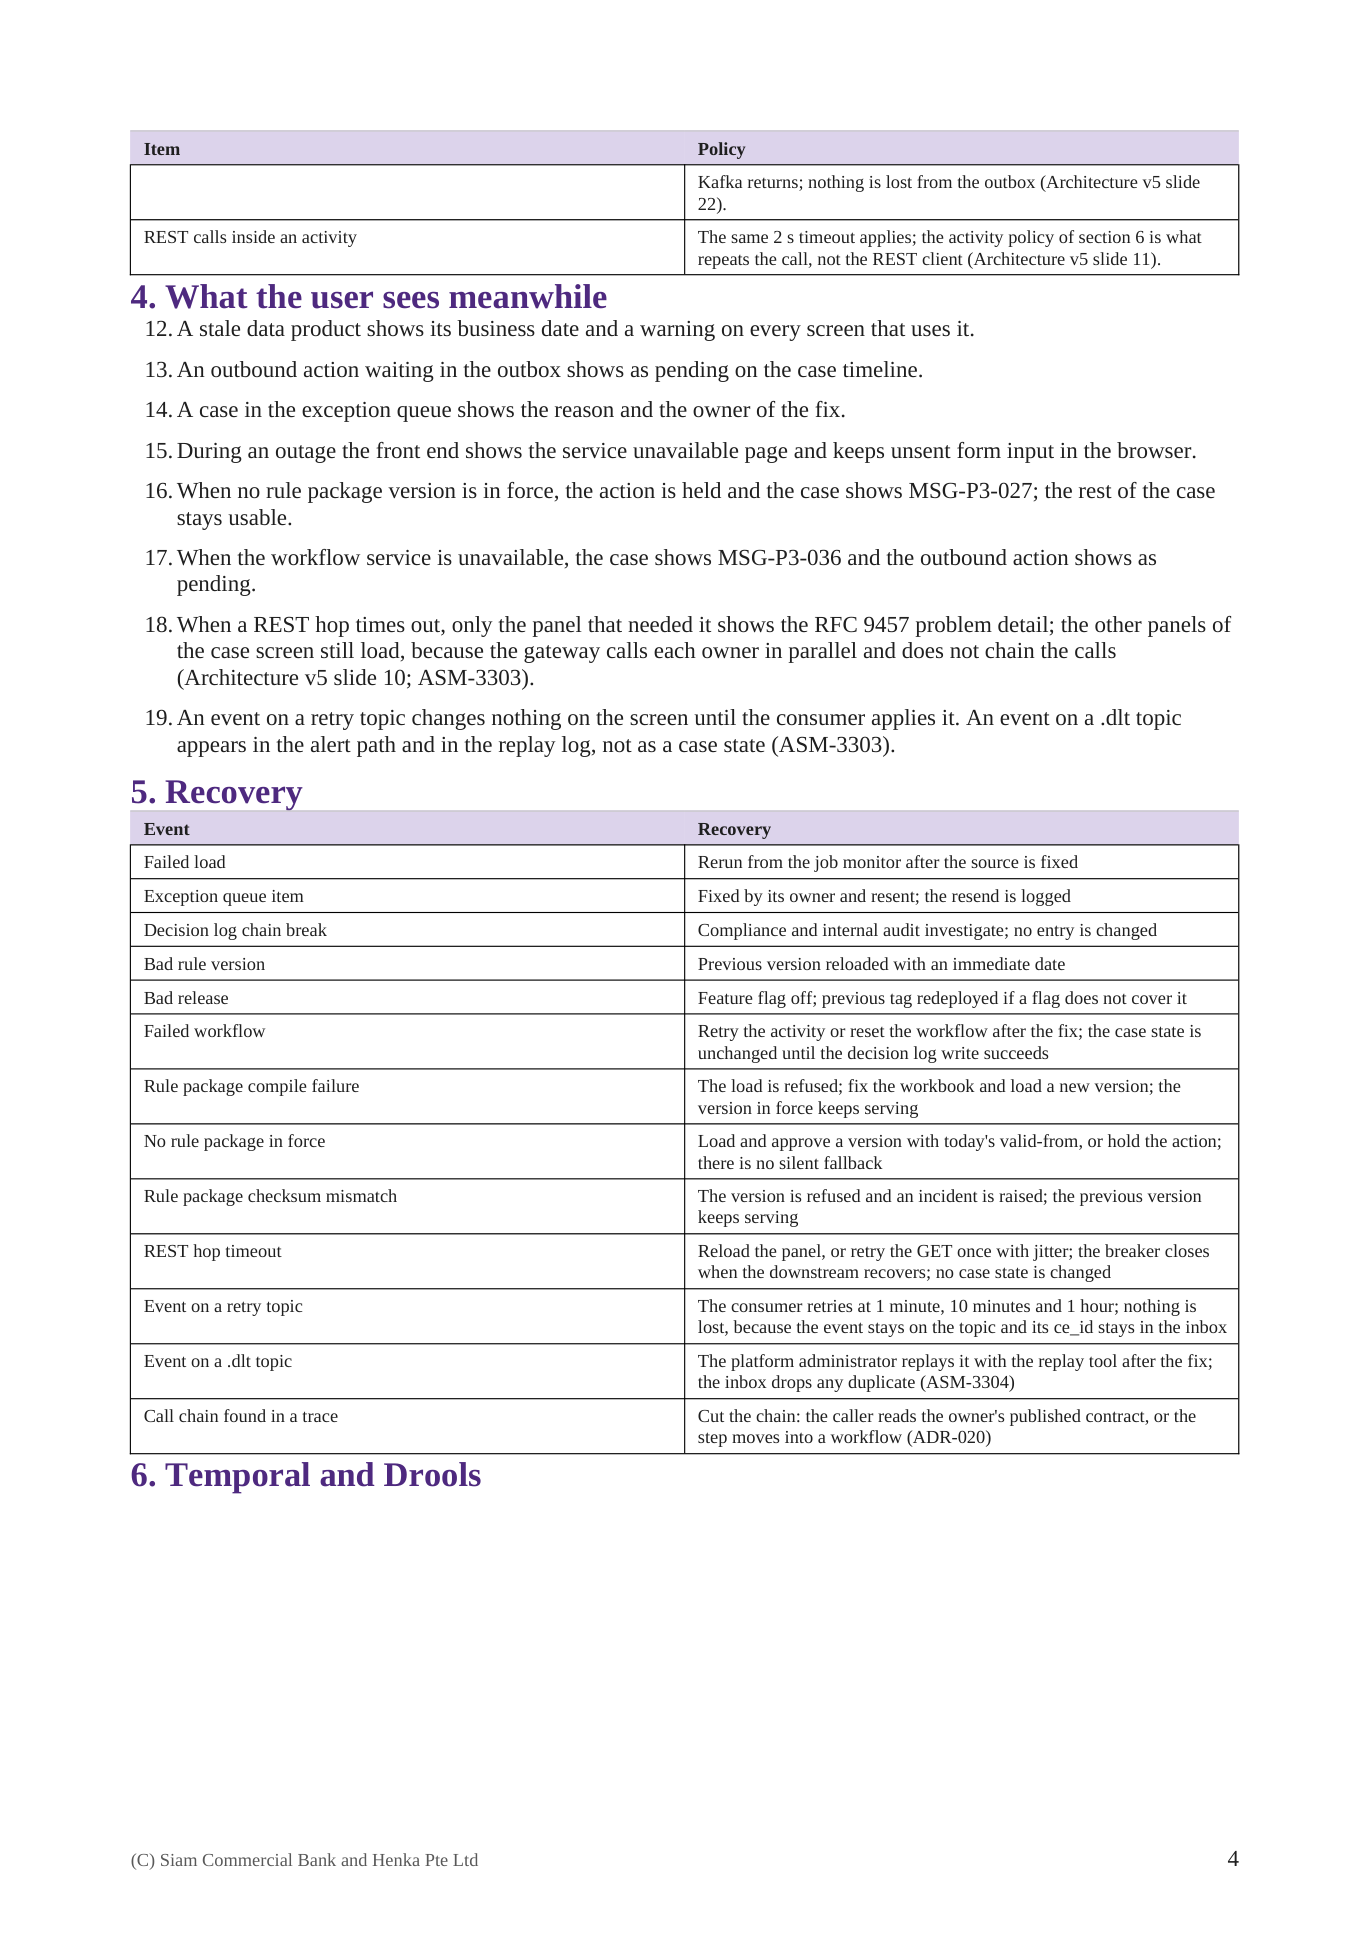 Item Policy
Kafka returns; nothing is lost from the outbox (Architecture v5 slide
22).
REST calls inside an activity The same 2 s timeout applies; the activity policy of section 6 is what
repeats the call, not the REST client (Architecture v5 slide 11).
4. What the user sees meanwhile
12. A stale data product shows its business date and a warning on every screen that uses it.
13. An outbound action waiting in the outbox shows as pending on the case timeline.
14. A case in the exception queue shows the reason and the owner of the fix.
15. During an outage the front end shows the service unavailable page and keeps unsent form input in the browser.
16. When no rule package version is in force, the action is held and the case shows MSG-P3-027; the rest of the case
stays usable.
17. When the workflow service is unavailable, the case shows MSG-P3-036 and the outbound action shows as
pending.
18. When a REST hop times out, only the panel that needed it shows the RFC 9457 problem detail; the other panels of
the case screen still load, because the gateway calls each owner in parallel and does not chain the calls
(Architecture v5 slide 10; ASM-3303).
19. An event on a retry topic changes nothing on the screen until the consumer applies it. An event on a .dlt topic
appears in the alert path and in the replay log, not as a case state (ASM-3303).
5. Recovery
Event Recovery
Failed load Rerun from the job monitor after the source is fixed
Exception queue item Fixed by its owner and resent; the resend is logged
Decision log chain break Compliance and internal audit investigate; no entry is changed
Bad rule version Previous version reloaded with an immediate date
Bad release Feature flag off; previous tag redeployed if a flag does not cover it
Failed workflow Retry the activity or reset the workflow after the fix; the case state is
unchanged until the decision log write succeeds
Rule package compile failure The load is refused; fix the workbook and load a new version; the
version in force keeps serving
No rule package in force Load and approve a version with today's valid-from, or hold the action;
there is no silent fallback
Rule package checksum mismatch The version is refused and an incident is raised; the previous version
keeps serving
REST hop timeout Reload the panel, or retry the GET once with jitter; the breaker closes
when the downstream recovers; no case state is changed
Event on a retry topic The consumer retries at 1 minute, 10 minutes and 1 hour; nothing is
lost, because the event stays on the topic and its ce_id stays in the inbox
Event on a .dlt topic The platform administrator replays it with the replay tool after the fix;
the inbox drops any duplicate (ASM-3304)
Call chain found in a trace Cut the chain: the caller reads the owner's published contract, or the
step moves into a workflow (ADR-020)
6. Temporal and Drools
(C) Siam Commercial Bank and Henka Pte Ltd 4